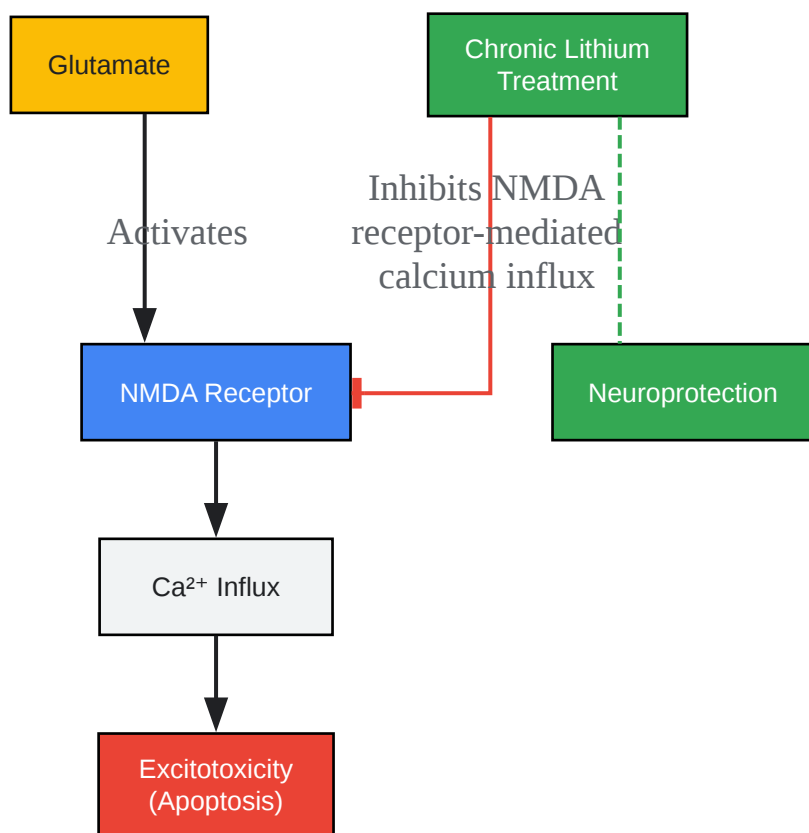 Glutamate
Chronic Lithium
Treatment
Activates
Inhibits NMDA
receptor-mediated
calcium influx
NMDA Receptor
Neuroprotection
Ca²⁺ Influx
Excitotoxicity
(Apoptosis)